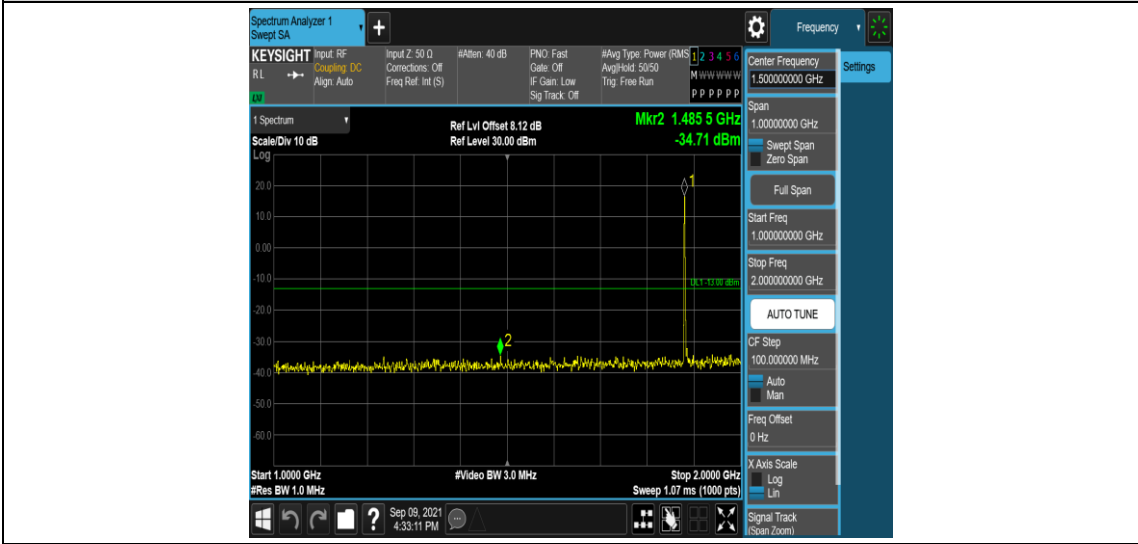 Spectrum Analyzer 1
Swept SA
+
Frequency
KEYSIGHT
RL
LM
Input: RF
Coupling: DC
Align: Auto
Input Z: 50 Ω
Corrections: Off
Freq Ref: Int (S)
#Atten: 40 dB
PNO: Fast
Gate: Off
IF Gain: Low
Sig Track: Off
#Avg Type: Power (RMS
Avg|Hold: 50/50
Trig: Free Run
1 2 3 4 5 6
M W W W W W
P P P P P P
1 Spectrum
Scale/Div 10 dB
Log
Ref Lvl Offset 8.12 dB
Ref Level 30.00 dBm
Mkr2 1.485 5 GHz
-34.71 dBm
20.0
10.0
0.00
-10.0
-20.0
-30.0
-40.0
-50.0
-60.0
1
2
DL1 -13.00 dBm
Start 1.0000 GHz
#Res BW 1.0 MHz
#Video BW 3.0 MHz
Stop 2.0000 GHz
Sweep 1.07 ms (1000 pts)
?
Sep 09, 2021
4:33:11 PM
Center Frequency
1.500000000 GHz
Settings
Span
1.00000000 GHz
Swept Span
Zero Span
Full Span
Start Freq
1.000000000 GHz
Stop Freq
2.000000000 GHz
AUTO TUNE
CF Step
100.000000 MHz
Auto
Man
Freq Offset
0 Hz
X Axis Scale
Log
Lin
Signal Track
(Span Zoom)